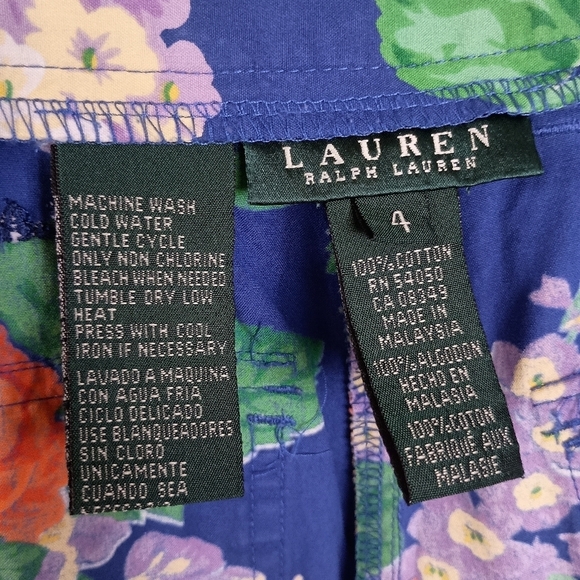 LAUREN
RALPH LAUREN
4
100% COTTON
RN 54050
CA 08349
MADE IN
MALAYSIA
100% ALGODON
HECHO EN
MALASIA
100% COTON
FABRIQUÉ AUX
MALASIE
MACHINE WASH
COLD WATER
GENTLE CYCLE
ONLY NON CHLORINE
BLEACH WHEN NEEDED
TUMBLE DRY LOW
HEAT
PRESS WITH COOL
IRON IF NECESSARY
LAVADO A MAQUINA
CON AGUA FRIA
CICLO DELICADO
USE BLANQUEADORES
SIN CLORO
UNICAMENTE
CUANDO SEA